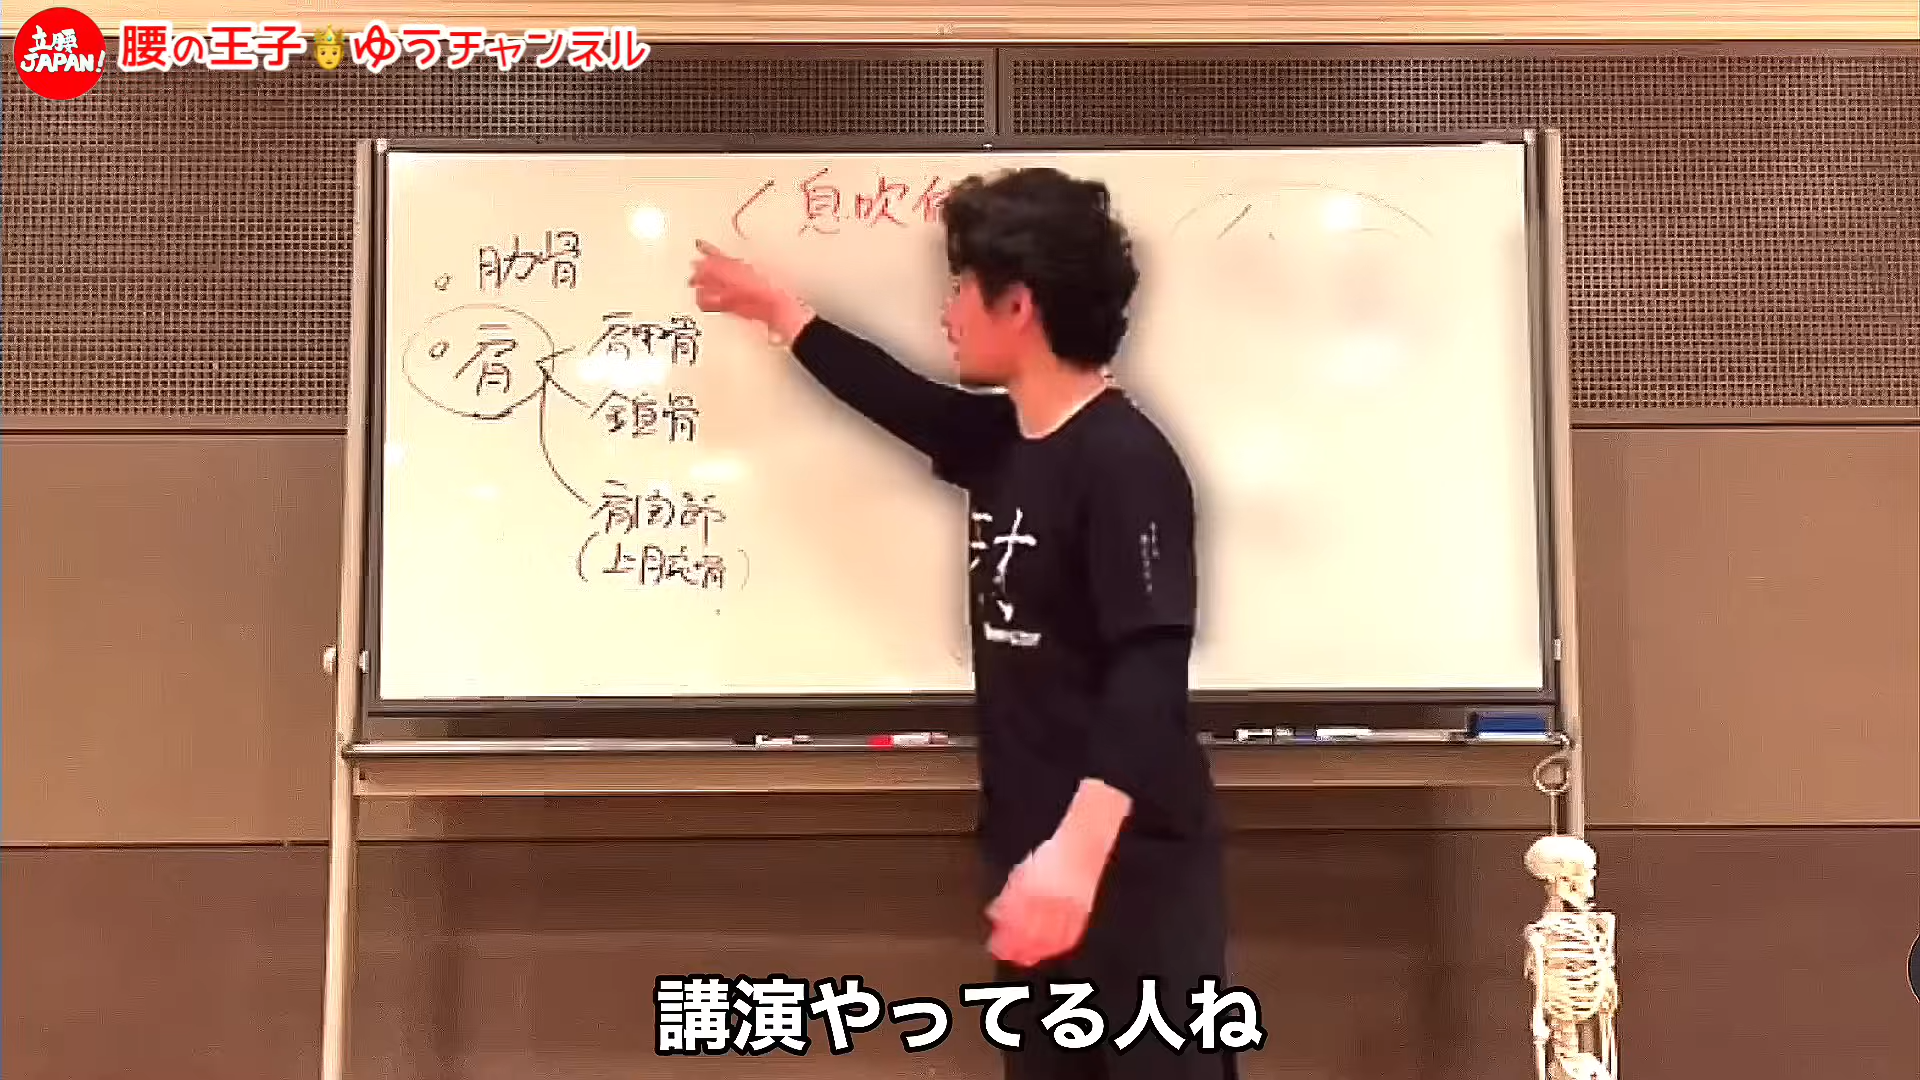 立腰
JAPAN!
腰の王子🤴ゆうチャンネル
息吹
肋骨
肩
肩甲骨
鎖骨
肩関節
(上腕骨)
講演やってる人ね